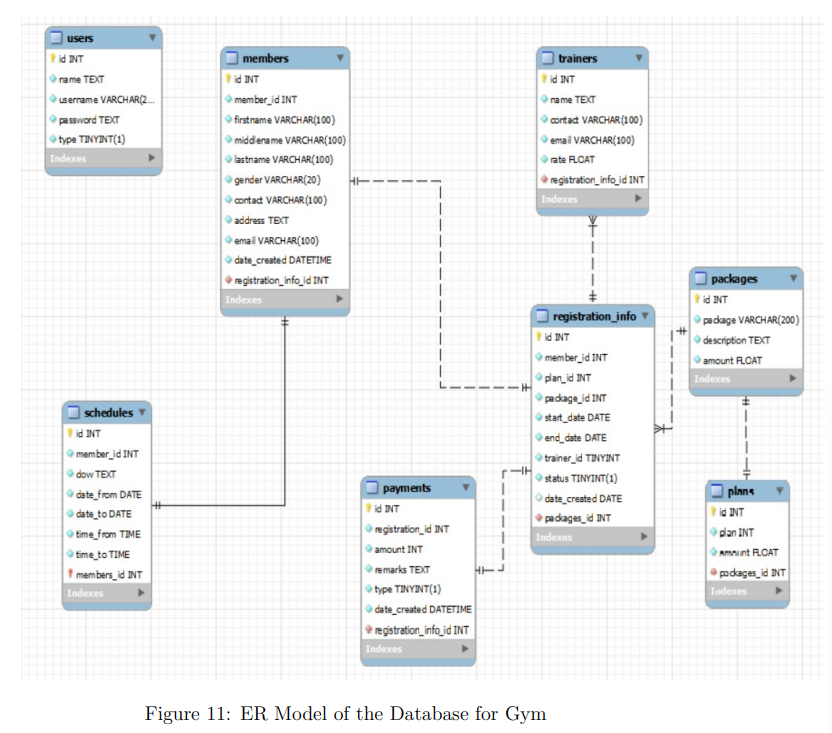 users
id INT
name TEXT
username VARCHAR(2...
password TEXT
type TINYINT(1)
Indexes
members
id INT
member_id INT
firstname VARCHAR(100)
middlename VARCHAR(100)
lastname VARCHAR(100)
gender VARCHAR(20)
contact VARCHAR(100)
address TEXT
email VARCHAR(100)
date_created DATETIME
registration_info_id INT
Indexes
trainers
id INT
name TEXT
contact VARCHAR(100)
email VARCHAR(100)
rate FLOAT
registration_info_id INT
Indexes
packages
id INT
package VARCHAR(200)
description TEXT
amount FLOAT
Indexes
registration_info
id INT
member_id INT
plan_id INT
package_id INT
start_date DATE
end_date DATE
trainer_id TINYINT
status TINYINT(1)
date_created DATE
packages_id INT
Indexes
schedules
id INT
member_id INT
dow TEXT
date_from DATE
date_to DATE
time_from TIME
time_to TIME
members_id INT
Indexes
payments
id INT
registration_id INT
amount INT
remarks TEXT
type TINYINT(1)
date_created DATETIME
registration_info_id INT
Indexes
plans
id INT
plan INT
amount FLOAT
packages_id INT
Indexes
Figure 11: ER Model of the Database for Gym